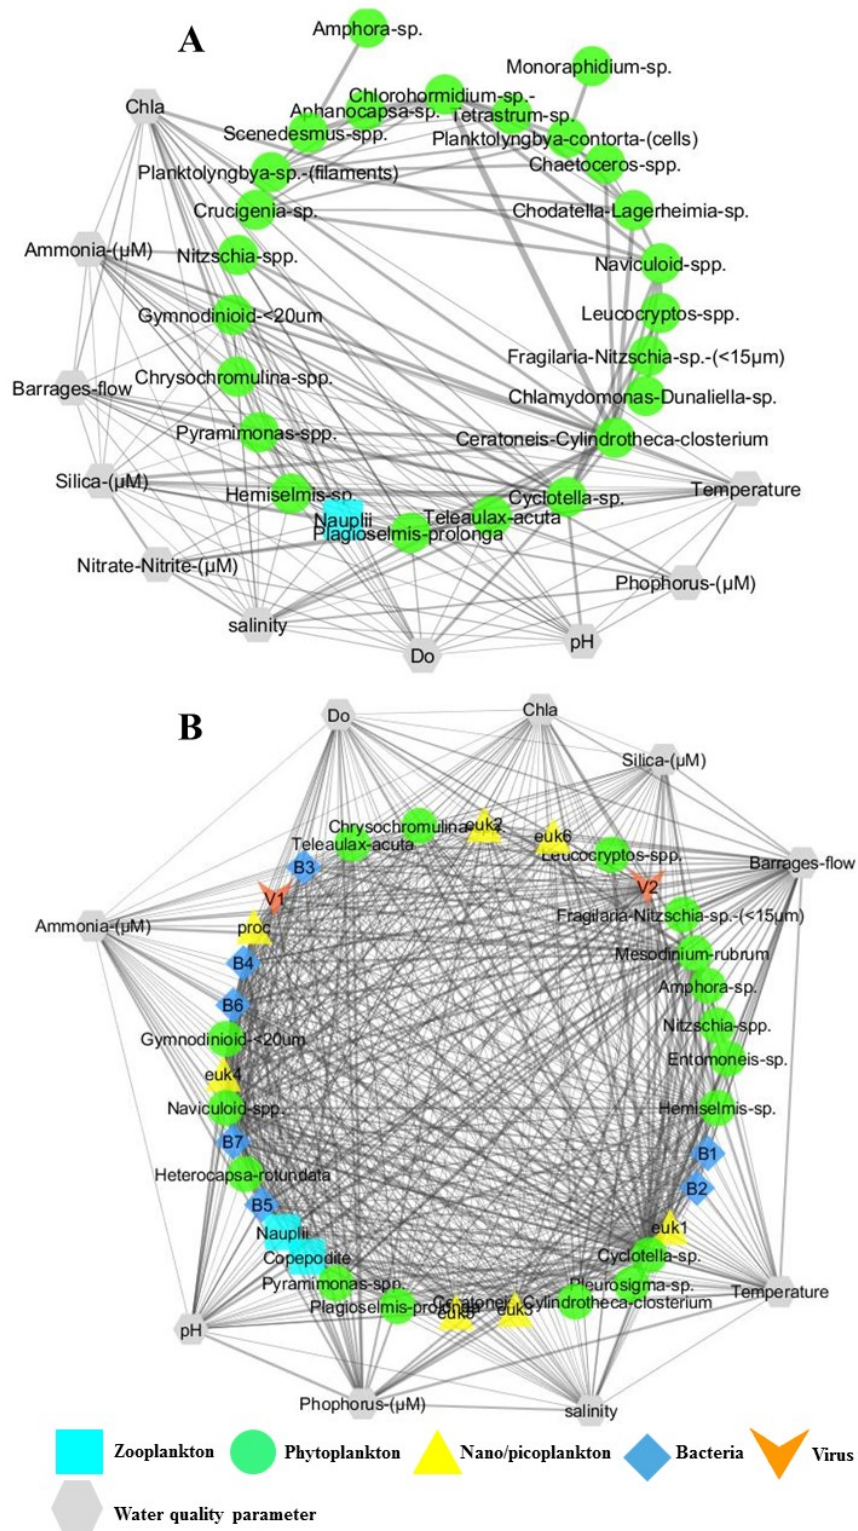 A
Amphora-sp.
Monoraphidium-sp.
Chlorohormidium-sp.-
Chla
Aphanocapsa-sp.
Tetrastrum-sp.
Scenedesmus-spp.
Planktolyngbya-contorta-(cells)
Planktolyngbya-sp.-(filaments)
Chaetoceros-spp.
Crucigenia-sp.
Chodatella-Lagerheimia-sp.
Ammonia-(µM)
Nitzschia-spp.
Naviculoid-spp.
Gymnodinioid-<20um
Leucocryptos-spp.
Fragilaria-Nitzschia-sp.-(<15µm)
Barrages-flow
Chrysochromulina-spp.
Chlamydomonas-Dunaliella-sp.
Pyramimonas-spp.
Ceratoneis-Cylindrotheca-closterium
Silica-(µM)
Hemiselmis-sp.
Cyclotella-sp.
Temperature
Nauplii
Teleaulax-acuta
Plagioselmis-prolonga
Nitrate-Nitrite-(µM)
Phophorus-(µM)
salinity
Do
pH
B
Do
Chla
Silica-(µM)
Chrysochromulina-
euk2
euk6
Teleaulax-acuta
Leucocryptos-spp.
Barrages-flow
B3
V1
V2
Ammonia-(µM)
proc
Fragilaria-Nitzschia-sp.-(<15µm)
B4
Mesodinium-rubrum
Amphora-sp.
B6
Nitzschia-spp.
Gymnodinioid-<20um
Entomoneis-sp.
euk4
Naviculoid-spp.
Hemiselmis-sp.
B7
B1
Heterocapsa-rotundata
B2
B5
Nauplii
euk1
Copepodite
Cyclotella-sp.
Pyramimonas-spp.
Pleurosigma-sp.
Temperature
Plagioselmis-prolonga
Ceratoneis-Cylindrotheca-closterium
euk5
euk3
pH
Phophorus-(µM)
salinity
Zooplankton
Phytoplankton
Nano/picoplankton
Bacteria
Virus
Water quality parameter